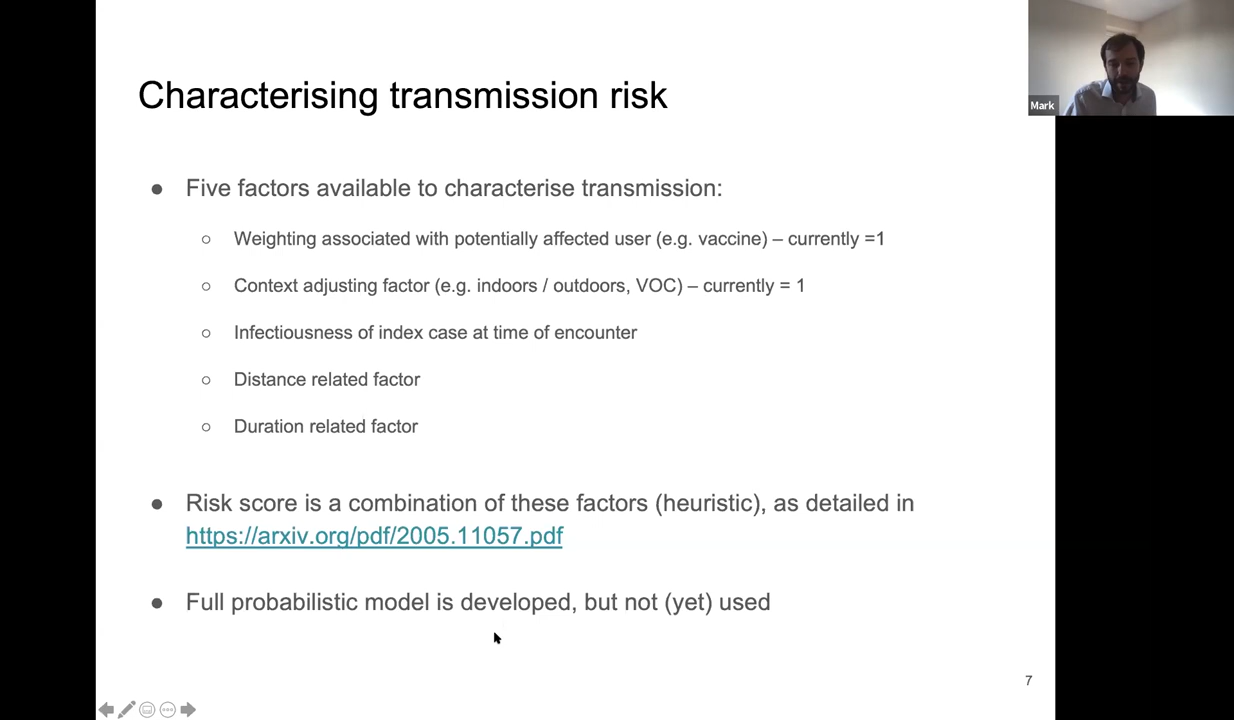 Characterising transmission risk
Mark
● Five factors available to characterise transmission:
○ Weighting associated with potentially affected user (e.g. vaccine) – currently =1
○ Context adjusting factor (e.g. indoors / outdoors, VOC) – currently = 1
○ Infectiousness of index case at time of encounter
○ Distance related factor
○ Duration related factor
● Risk score is a combination of these factors (heuristic), as detailed in
https://arxiv.org/pdf/2005.11057.pdf
● Full probabilistic model is developed, but not (yet) used
7